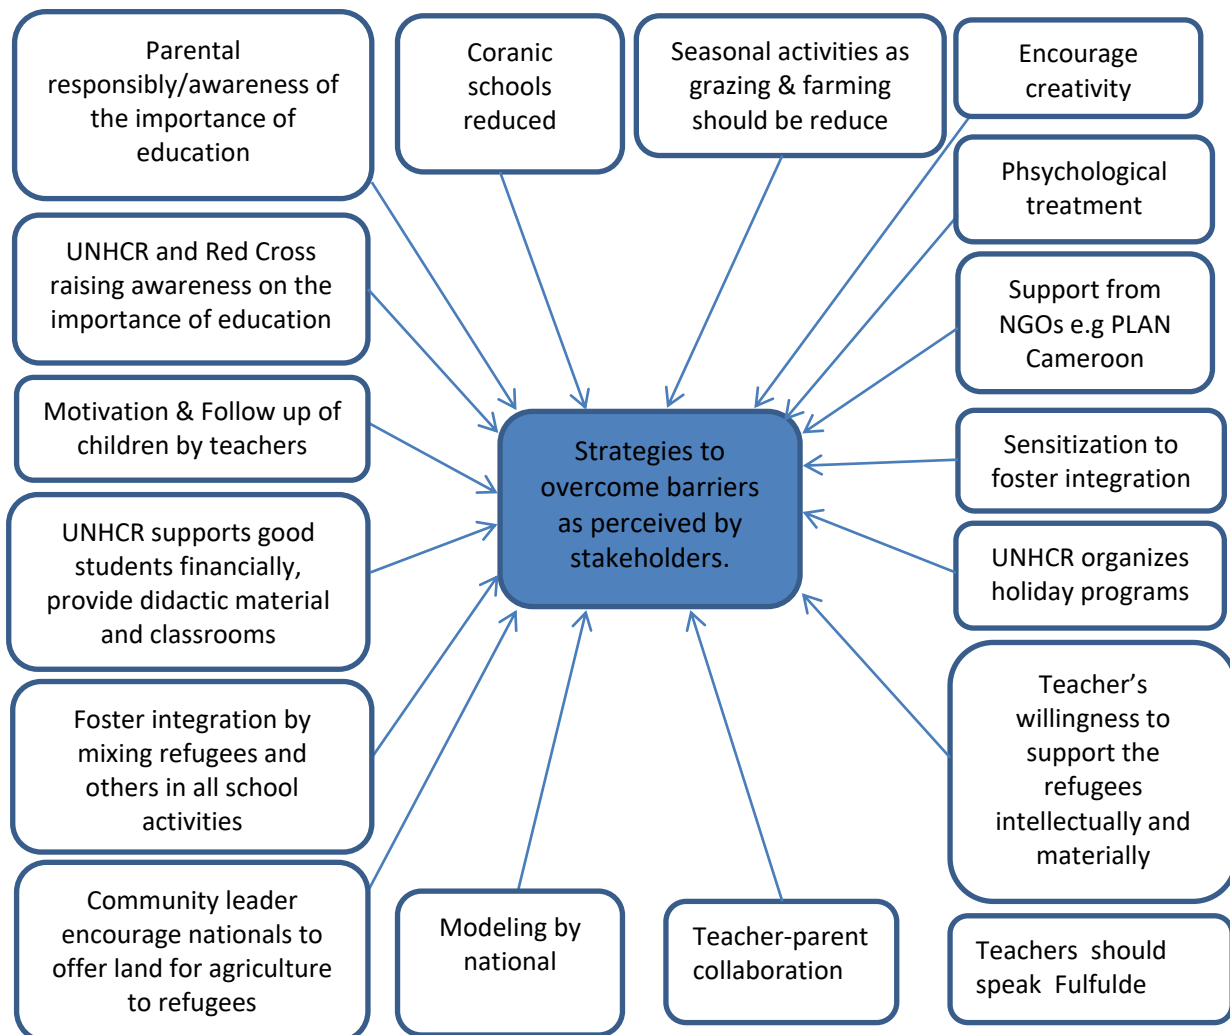 Parental
responsibly/awareness of
the importance of
education
Coranic
schools
reduced
Seasonal activities as
grazing & farming
should be reduce
Encourage
creativity
Phsychological
treatment
UNHCR and Red Cross
raising awareness on the
importance of education
Support from
NGOs e.g PLAN
Cameroon
Motivation & Follow up of
children by teachers
Strategies to
overcome barriers
as perceived by
stakeholders.
Sensitization to
foster integration
UNHCR supports good
students financially,
provide didactic material
and classrooms
UNHCR organizes
holiday programs
Foster integration by
mixing refugees and
others in all school
activities
Teacher’s
willingness to
support the
refugees
intellectually and
materially
Community leader
encourage nationals to
offer land for agriculture
to refugees
Modeling by
national
Teacher-parent
collaboration
Teachers should
speak Fulfulde